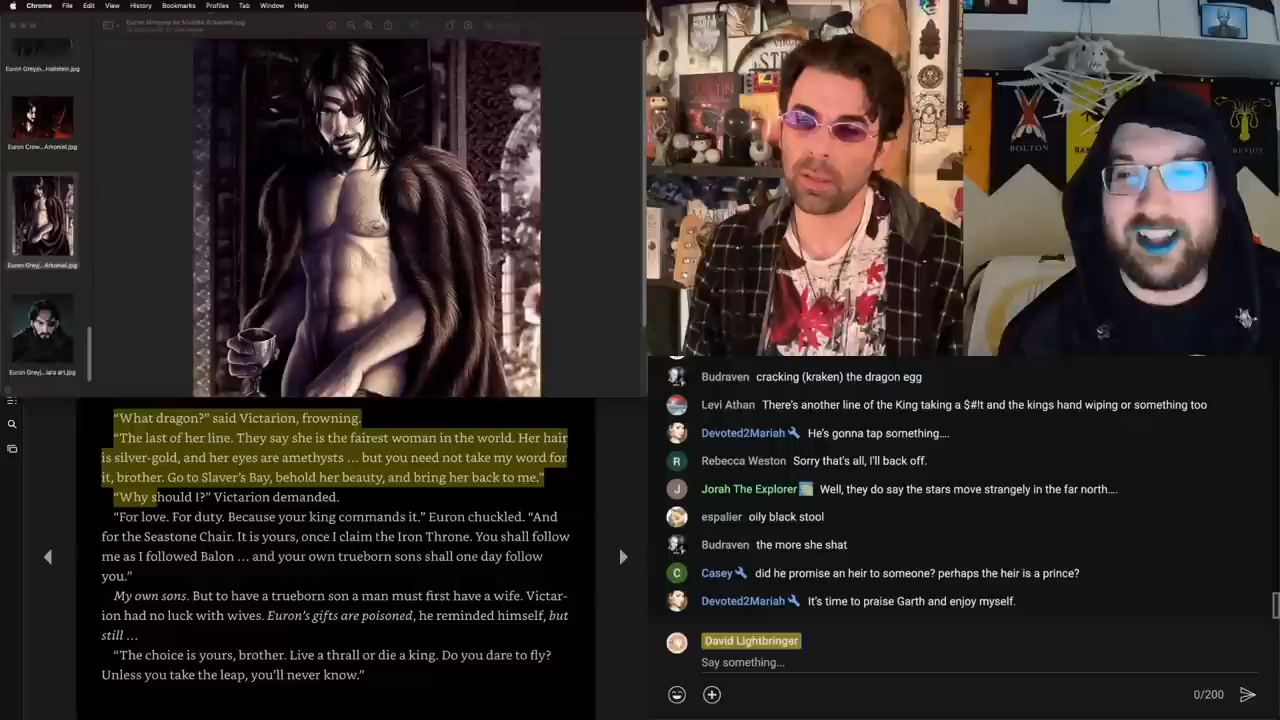 Chrome File Edit View History Bookmarks Profiles Tab Window Help
Euron Greyjo...Hallstein.jpg
Euron Crow...Arkoniel.jpg
Euron Greyj...Arkoniel.jpg
Euron Greyj...iara art.jpg
BOLTON
“What dragon?” said Victarion, frowning.
“The last of her line. They say she is the fairest woman in the world. Her hair
is silver-gold, and her eyes are amethysts ... but you need not take my word for
it, brother. Go to Slaver’s Bay, behold her beauty, and bring her back to me.”
“Why should I?” Victarion demanded.
“For love. For duty. Because your king commands it.” Euron chuckled. “And
for the Seastone Chair. It is yours, once I claim the Iron Throne. You shall follow
me as I followed Balon ... and your own trueborn sons shall one day follow
you.”
My own sons. But to have a trueborn son a man must first have a wife. Victar-
ion had no luck with wives. Euron’s gifts are poisoned, he reminded himself, but
still ...
“The choice is yours, brother. Live a thrall or die a king. Do you dare to fly?
Unless you take the leap, you’ll never know.”
Budraven cracking (kraken) the dragon egg
Levi Athan There's another line of the King taking a $#!t and the kings hand wiping or something too
Devoted2Mariah He's gonna tap something....
R Rebecca Weston Sorry that's all, I'll back off.
J Jorah The Explorer Well, they do say the stars move strangely in the far north....
espalier oily black stool
Budraven the more she shat
C Casey did he promise an heir to someone? perhaps the heir is a prince?
Devoted2Mariah It's time to praise Garth and enjoy myself.
David Lightbringer
Say something...
0/200